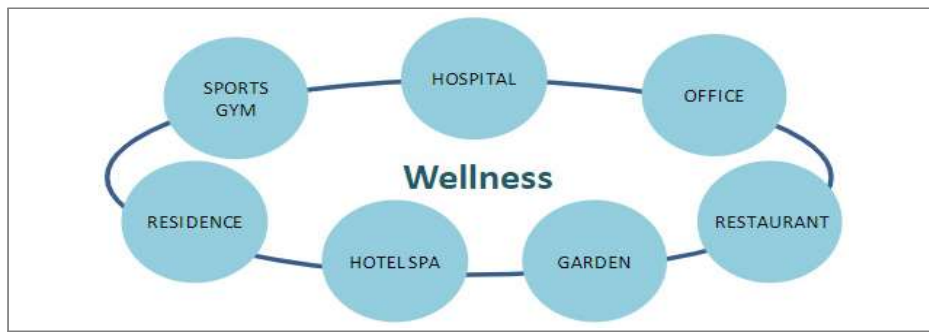 SPORTS
GYM
HOSPITAL
OFFICE
Wellness
RESIDENCE
HOTEL SPA
GARDEN
RESTAURANT